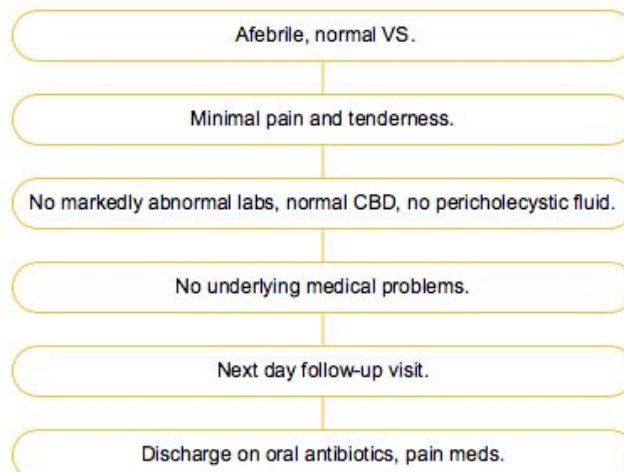 Afebrile, normal VS.
Minimal pain and tenderness.
No markedly abnormal labs, normal CBD, no pericholecystic fluid.
No underlying medical problems.
Next day follow-up visit.
Discharge on oral antibiotics, pain meds.